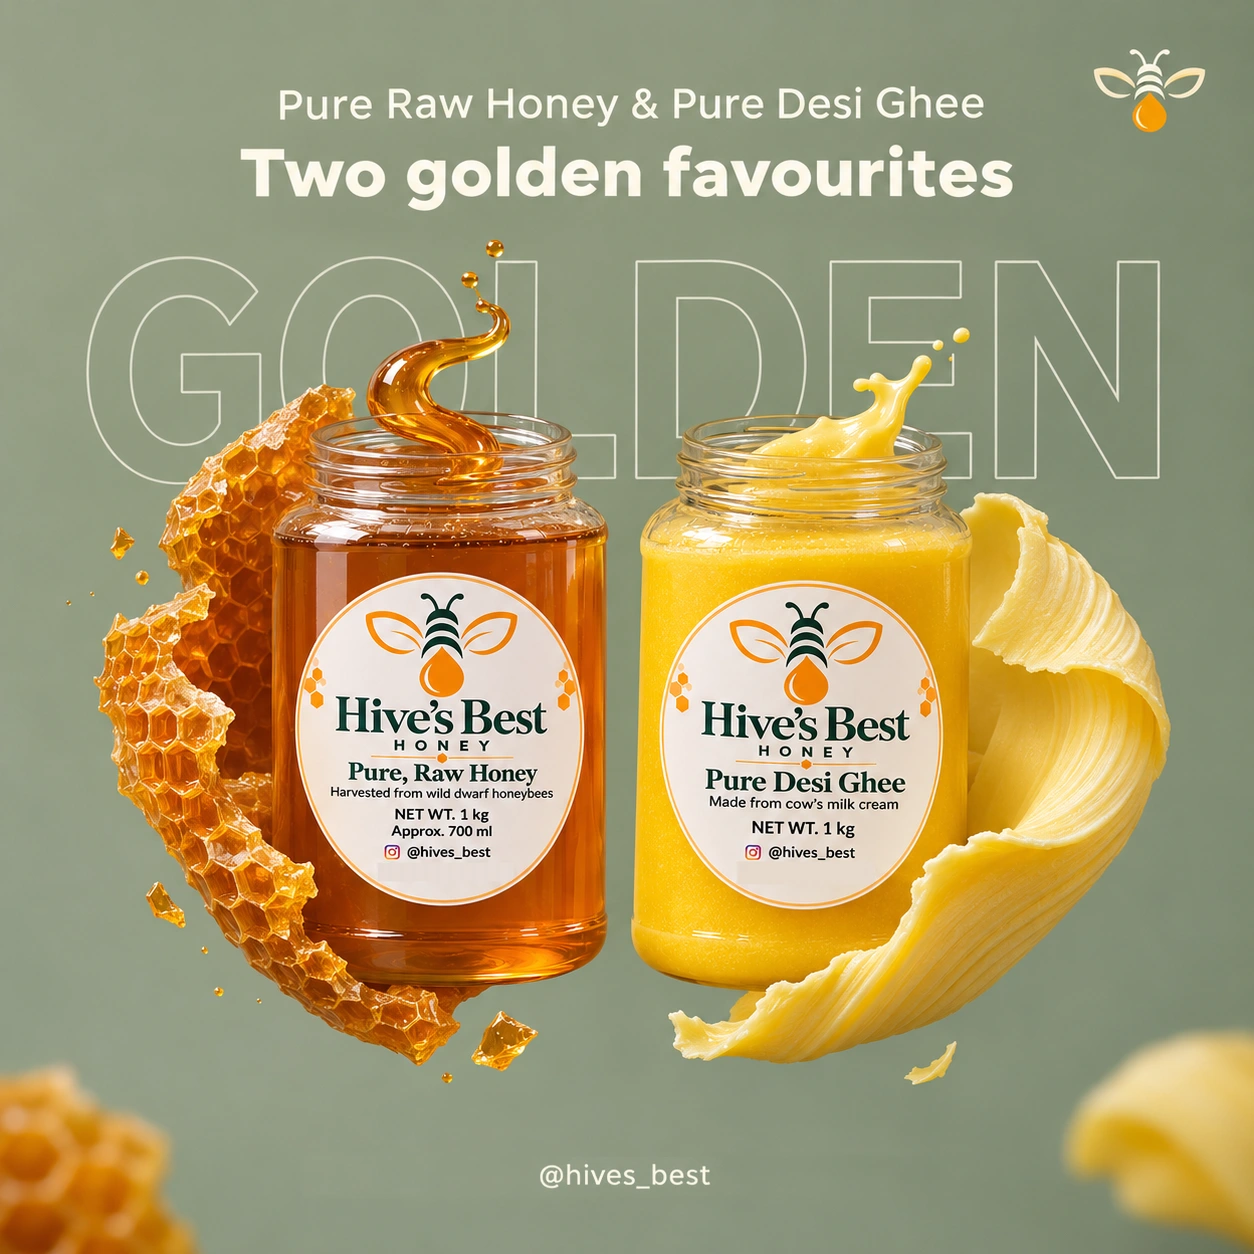 Pure Raw Honey & Pure Desi Ghee
Two golden favourites
GOLDEN
Hive's Best
HONEY
Pure, Raw Honey
Harvested from wild dwarf honeybees
NET WT. 1 kg
Approx. 700 ml
@hives_best
Hive's Best
HONEY
Pure Desi Ghee
Made from cow's milk cream
NET WT. 1 kg
@hives_best
@hives_best